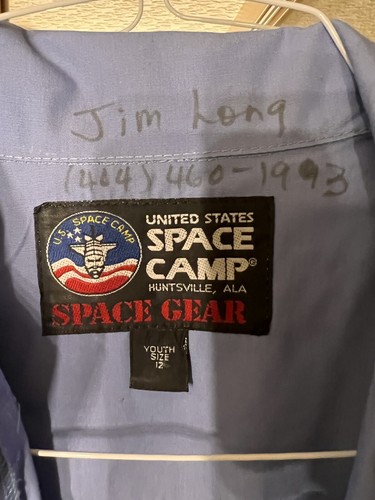 Jim Long
(404) 460-1993
U.S. SPACE CAMP
UNITED STATES
SPACE
CAMP®
HUNTSVILLE, ALA
SPACE GEAR
YOUTH
SIZE
12